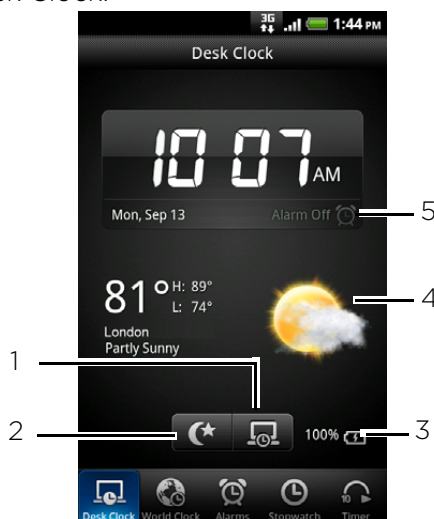 3G 1:44 PM
Desk Clock
10 07 AM
Mon, Sep 13 Alarm Off
5
81° H: 89°
L: 74°
4
London
Partly Sunny
1
2
100%
3
Desk Clock World Clock Alarms Stopwatch 10 Timer